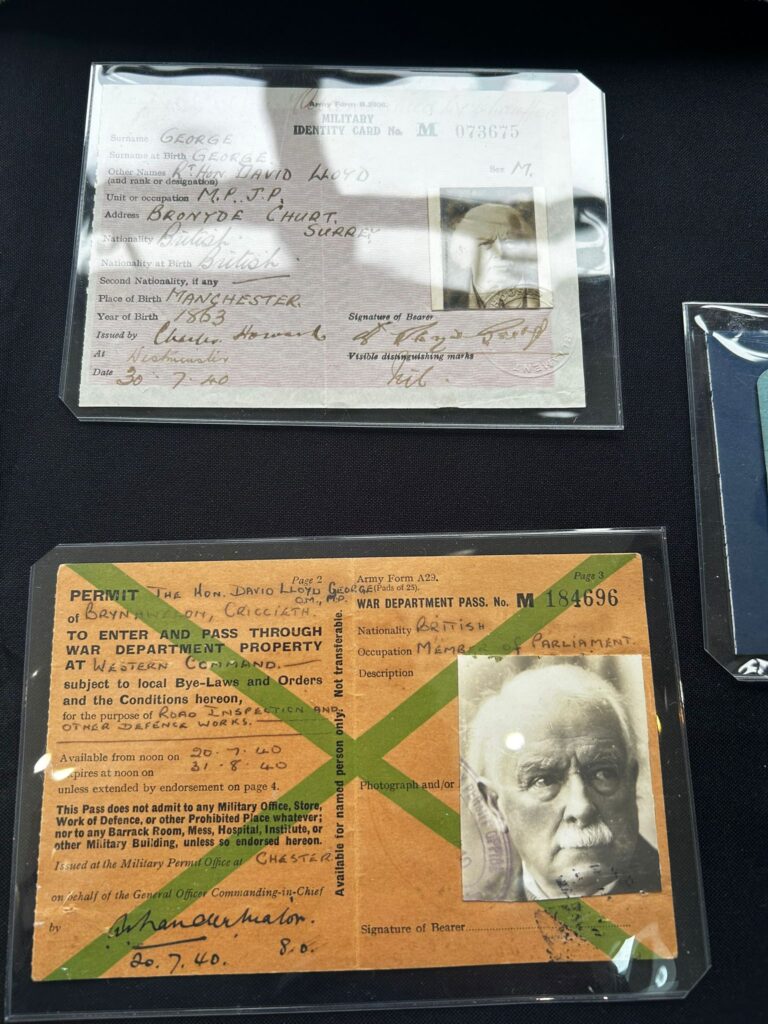 Army Form B.2606.
MILITARY
IDENTITY CARD No. M 073675
Surname GEORGE
Surname at Birth GEORGE
Other Names Rt HON DAVID LLOYD
(and rank or designation)
Sex M.
Unit or occupation M.P. J.P.
Address BRONYDE CHURT.
SURREY
Nationality British
Nationality at Birth British
Second Nationality, if any
Place of Birth MANCHESTER.
Year of Birth 1863
Signature of Bearer
Issued by Charles Howard
D Lloyd George
At Westminster
Visible distinguishing marks
Date 30.7.40
Nil.
Page 2
PERMIT THE HON. DAVID LLOYD GEORGE
O.M., M.P.
of BRYNAWELON, CRICCIETH.
TO ENTER AND PASS THROUGH
WAR DEPARTMENT PROPERTY
AT WESTERN COMMAND.
subject to local Bye-Laws and Orders
and the Conditions hereon,
for the purpose of ROAD INSPECTION AND
OTHER DEFENCE WORKS.
Available from noon on 20.7.40
Expires at noon on 31.8.40
unless extended by endorsement on page 4.
This Pass does not admit to any Military Office, Store,
Work of Defence, or other Prohibited Place whatever;
nor to any Barrack Room, Mess, Hospital, Institute, or
other Military Building, unless so endorsed hereon.
Issued at the Military Permit Office at CHESTER
on behalf of the General Officer Commanding-in-Chief
by
20.7.40.
Available for named person only. Not transferable.
Army Form A29.
(Pads of 25).
Page 3
WAR DEPARTMENT PASS. No. M 184696
Nationality BRITISH
Occupation MEMBER OF PARLIAMENT.
Description
Photograph and/or
Signature of Bearer